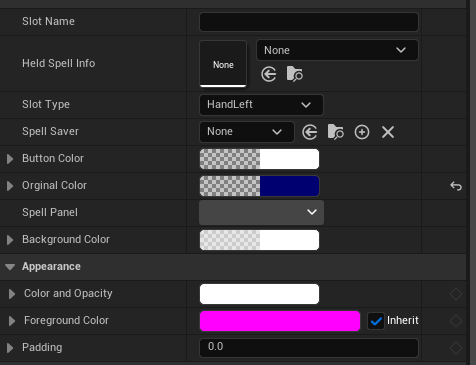 Slot Name
Held Spell Info None None
Slot Type HandLeft
Spell Saver None
Button Color
Orginal Color
Spell Panel
Background Color
Appearance
Color and Opacity
Foreground Color Inherit
Padding 0.0